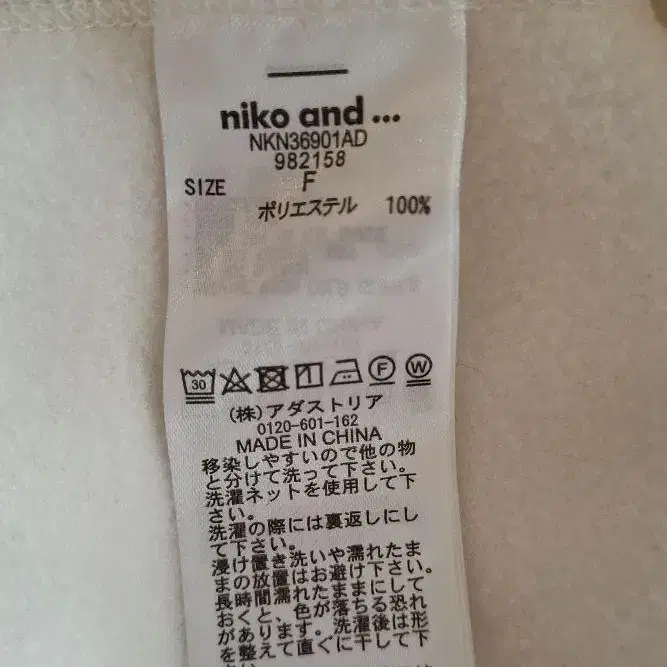 niko and ...
NKN36901AD
982158
SIZE F
ポリエステル 100%
30 F W
(株)アダストリア
0120-601-162
MADE IN CHINA
移染しやすいので他の物
と分けて洗って下さい。
洗濯ネットを使用して下
さい。
洗濯の際には裏返しにし
て下さい。
浸け置き洗いや濡れたま
まの放置はお避け下さい。
長時間濡れたままにして
おくと、色が落ちる恐れ
があります。洗濯後は形
を整えて直ぐに干して下
さい。